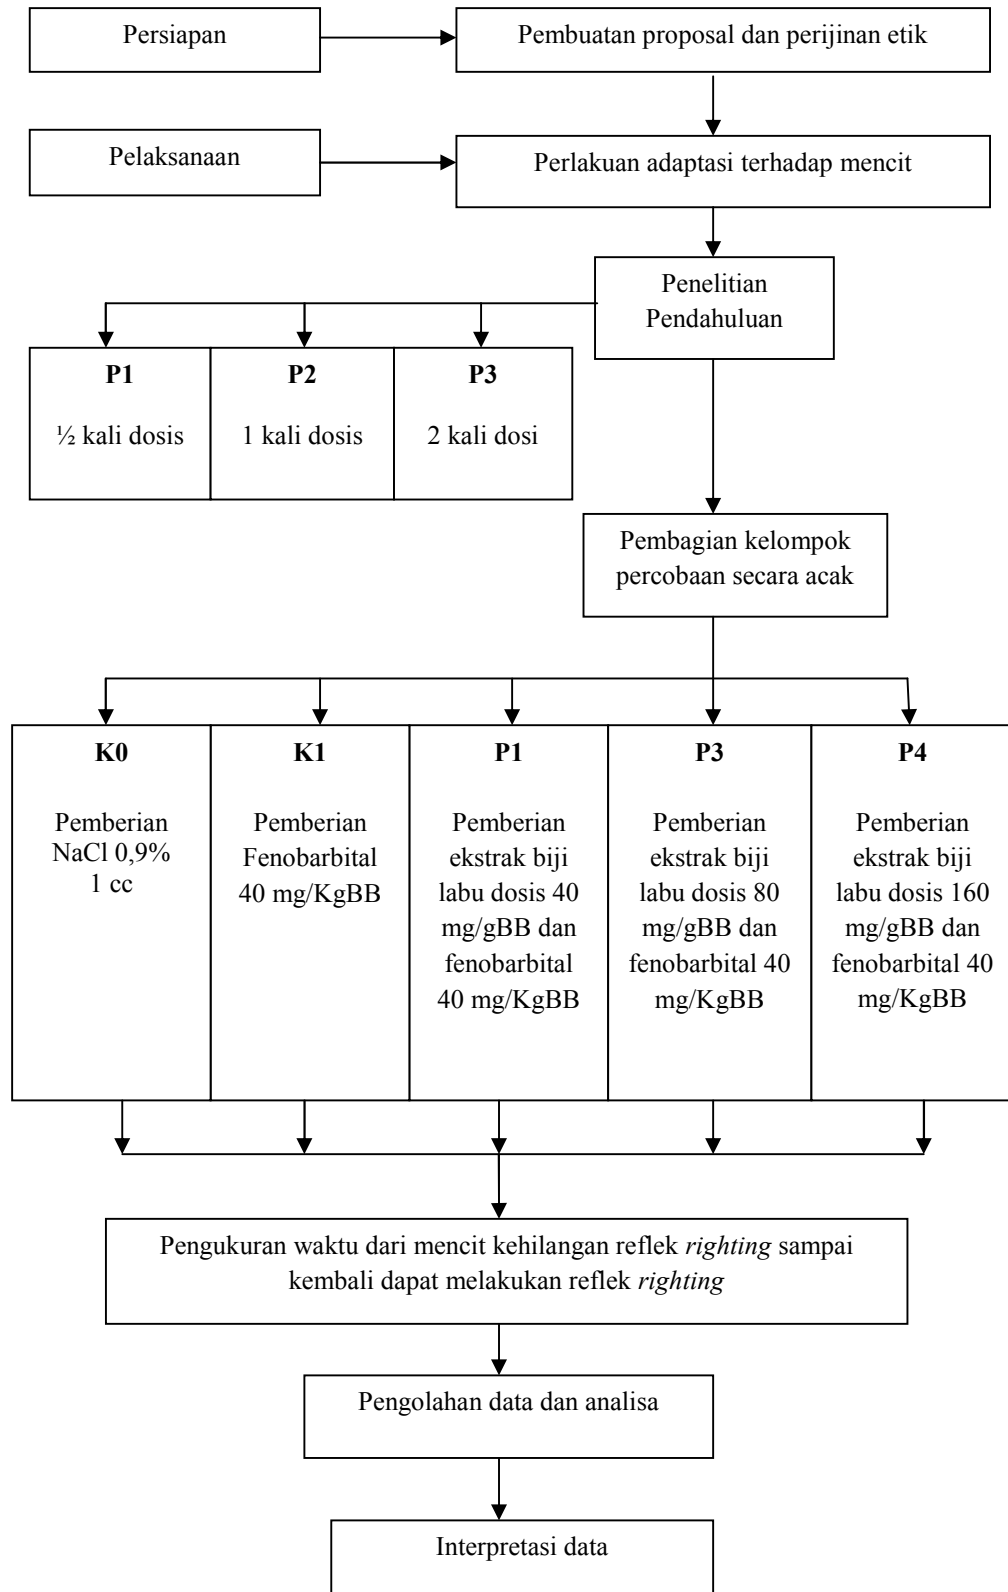 Persiapan
Pembuatan proposal dan perijinan etik
Pelaksanaan
Perlakuan adaptasi terhadap mencit
Penelitian
Pendahuluan
P1
½ kali dosis
P2
1 kali dosis
P3
2 kali dosi
Pembagian kelompok
percobaan secara acak
K0
Pemberian
NaCl 0,9%
1 cc
K1
Pemberian
Fenobarbital
40 mg/KgBB
P1
Pemberian
ekstrak biji
labu dosis 40
mg/gBB dan
fenobarbital
40 mg/KgBB
P3
Pemberian
ekstrak biji
labu dosis 80
mg/gBB dan
fenobarbital 40
mg/KgBB
P4
Pemberian
ekstrak biji
labu dosis 160
mg/gBB dan
fenobarbital 40
mg/KgBB
Pengukuran waktu dari mencit kehilangan reflek righting sampai
kembali dapat melakukan reflek righting
Pengolahan data dan analisa
Interpretasi data